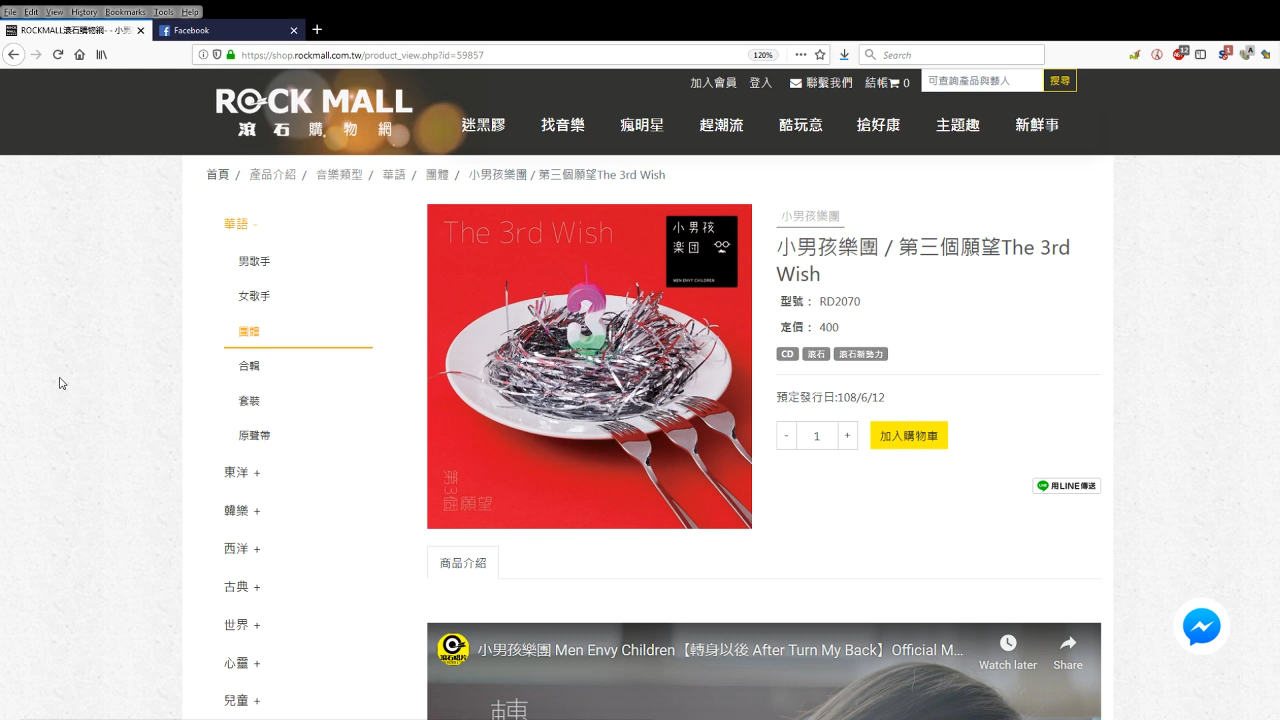 File Edit View History Bookmarks Tools Help
ROCKMALL滾石購物網- - 小男
Facebook
https://shop.rockmall.com.tw/product_view.php?id=59857
120%
Search
12
1
A
加入會員 登入 聯繫我們 結帳 0
可查詢產品與藝人
搜尋
ROCK MALL
滾石購物網
迷黑膠 找音樂 瘋明星 趕潮流 酷玩意 搶好康 主題趣 新鮮事
首頁 / 產品介紹 / 音樂類型 / 華語 / 團體 / 小男孩樂團 / 第三個願望The 3rd Wish
華語 -
男歌手
女歌手
團體
合輯
套裝
原聲帶
東洋 +
韓樂 +
西洋 +
古典 +
世界 +
心靈 +
兒童 +
The 3rd Wish
小男孩
楽団
MEN ENVY CHILDREN
3
第3個願望
小男孩樂團
小男孩樂團 / 第三個願望The 3rd
Wish
型號： RD2070
定價： 400
CD 滾石 滾石新勢力
預定發行日:108/6/12
- 1 +
加入購物車
用LINE傳送
商品介紹
滾石唱片
小男孩樂團 Men Envy Children【轉身以後 After Turn My Back】Official M...
Watch later
Share
轉